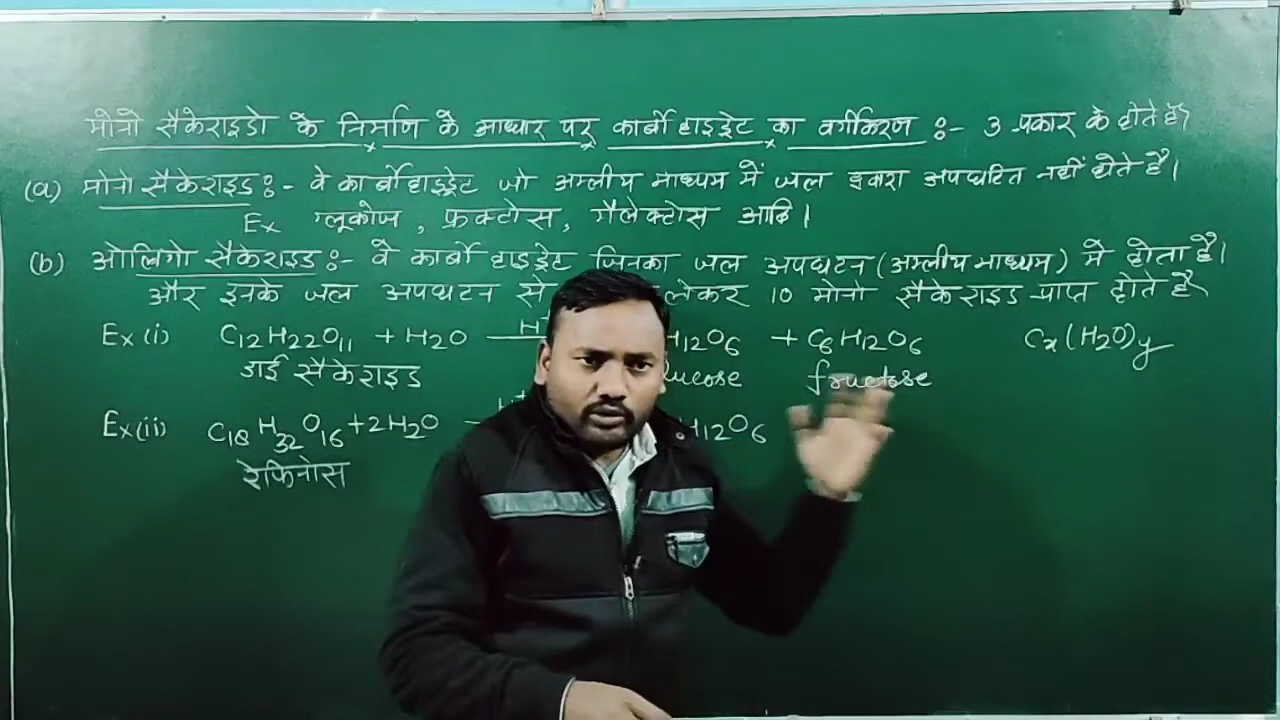 मोनो सैकेराइडो के निर्माण के आधार पर कार्बोहाइड्रेट का वर्गीकरण :- 3 प्रकार के होते हैं
(a) मोनो सैकेराइड :- वे कार्बोहाइड्रेट जो अम्लीय माध्यम में जल द्वारा अपघटित नहीं होते है।
Ex ग्लूकोज, फ्रक्टोस, गैलेक्टोस आदि।
(b) ओलिगो सैकेराइड :- वे कार्बोहाइड्रेट जिनका जल अपघटन (अम्लीय माध्यम) मे होता है।
और इनके जल अपघटन से लेकर 10 मोनो सैकेराइड प्राप्त होते है
Ex(i) C12H22O11 + H2O H+ H12O6 + C6H12O6 Cx(H2O)y
डाई सैकेराइड ucose fructose
Ex(ii) C18H32O16 + 2H2O H+ H12O6
रेफिनोस